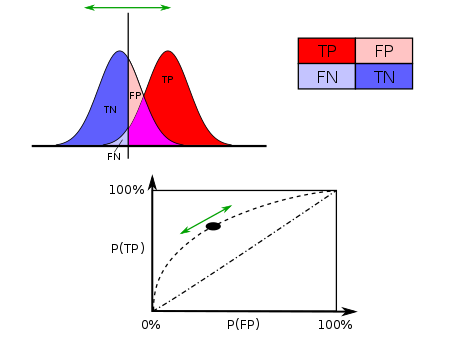 TP FP
FN TN
TP
FP
TN
FN
100%
P(TP)
0% P(FP) 100%